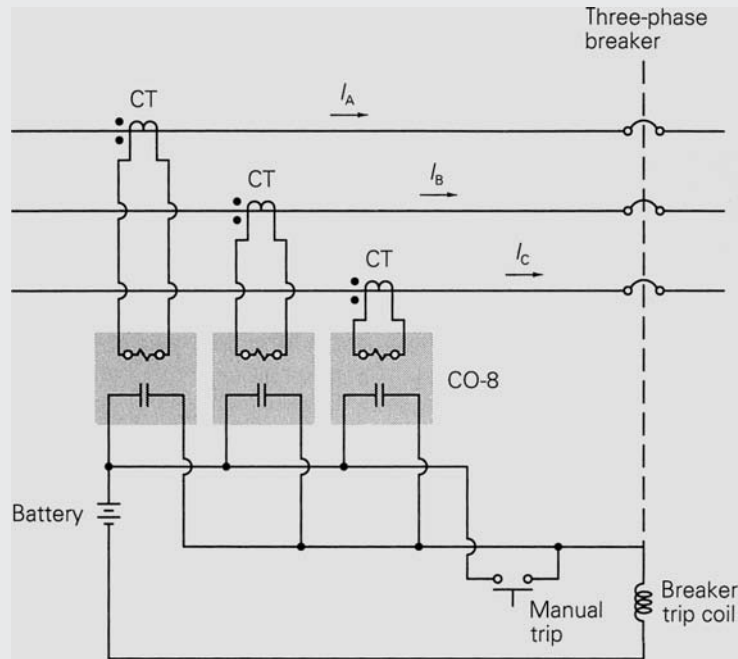 Three-phase
breaker
CT
I_A
CT
I_B
CT
I_C
CO-8
Battery
Manual
trip
Breaker
trip coil